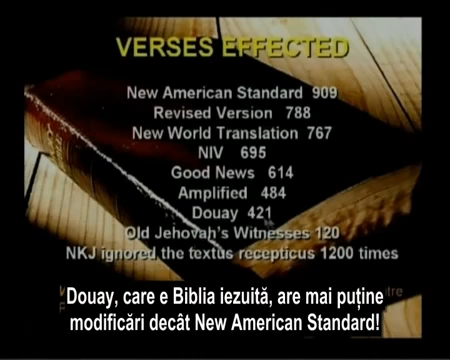 VERSES EFFECTED
New American Standard 909
Revised Version 788
New World Translation 767
NIV 695
Good News 614
Amplified 484
Douay 421
Old Jehovah's Witnesses 120
NKJ ignored the textus recepticus 1200 times
Douay, care e Biblia iezuită, are mai puține
modificări decât New American Standard!